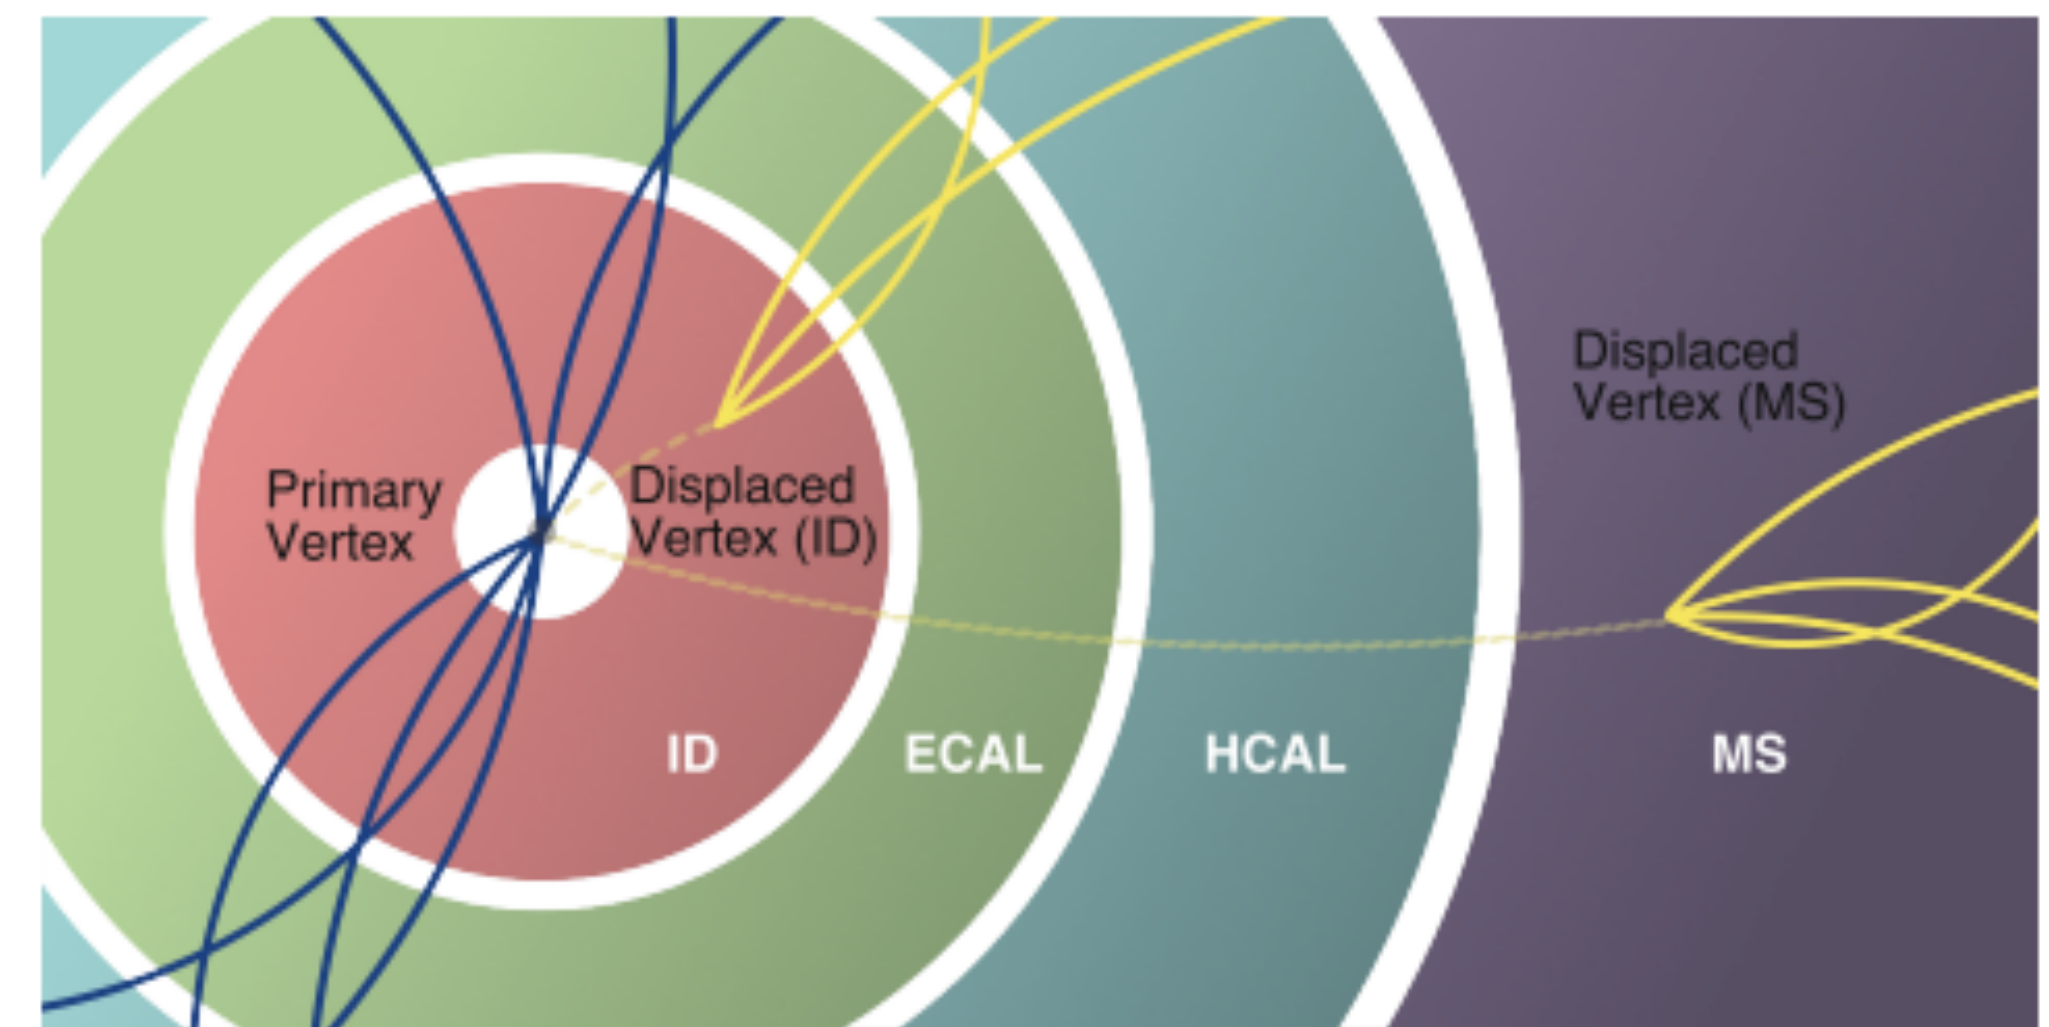 Displaced
Vertex (MS)
Primary
Vertex
Displaced
Vertex (ID)
ID
ECAL
HCAL
MS